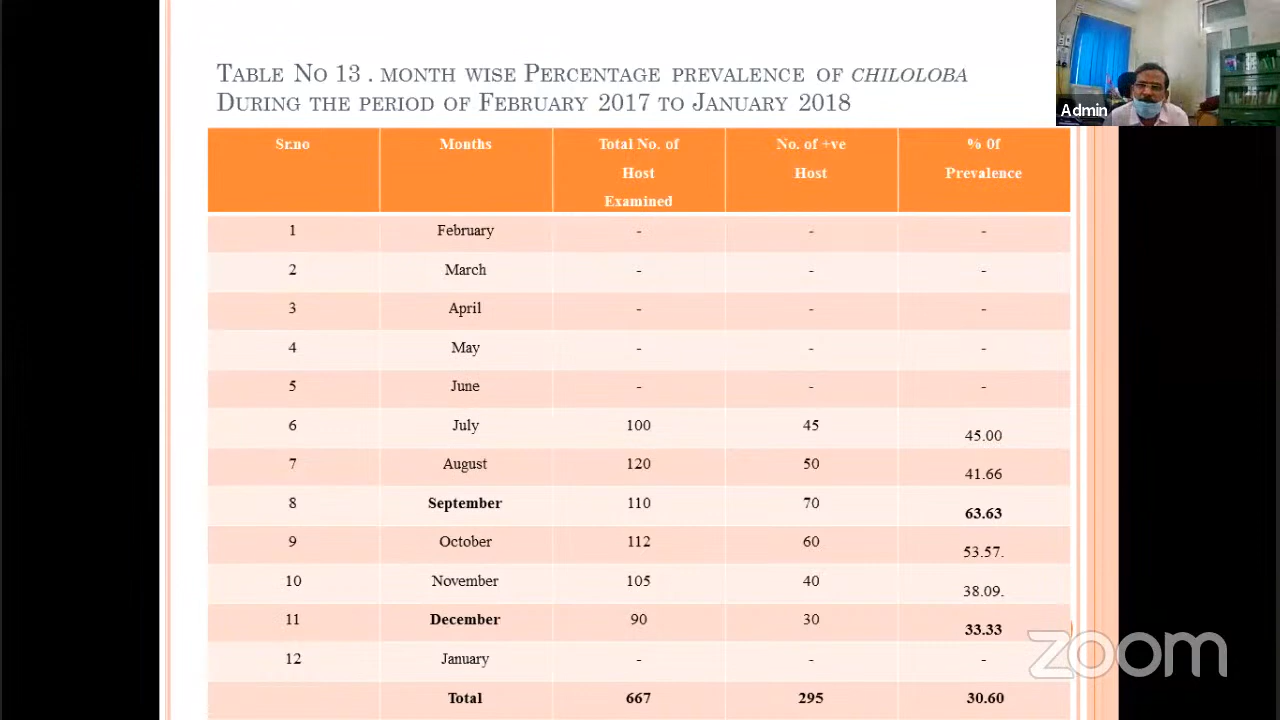 TABLE NO 13 . MONTH WISE PERCENTAGE PREVALENCE OF CHILOLOBA
DURING THE PERIOD OF FEBRUARY 2017 TO JANUARY 2018
Admin
Sr.no Months Total No. of Host Examined No. of +ve Host % 0f Prevalence
1 February - - -
2 March - - -
3 April - - -
4 May - - -
5 June - - -
6 July 100 45 45.00
7 August 120 50 41.66
8 September 110 70 63.63
9 October 112 60 53.57.
10 November 105 40 38.09.
11 December 90 30 33.33
12 January - - -
Total 667 295 30.60
zoom